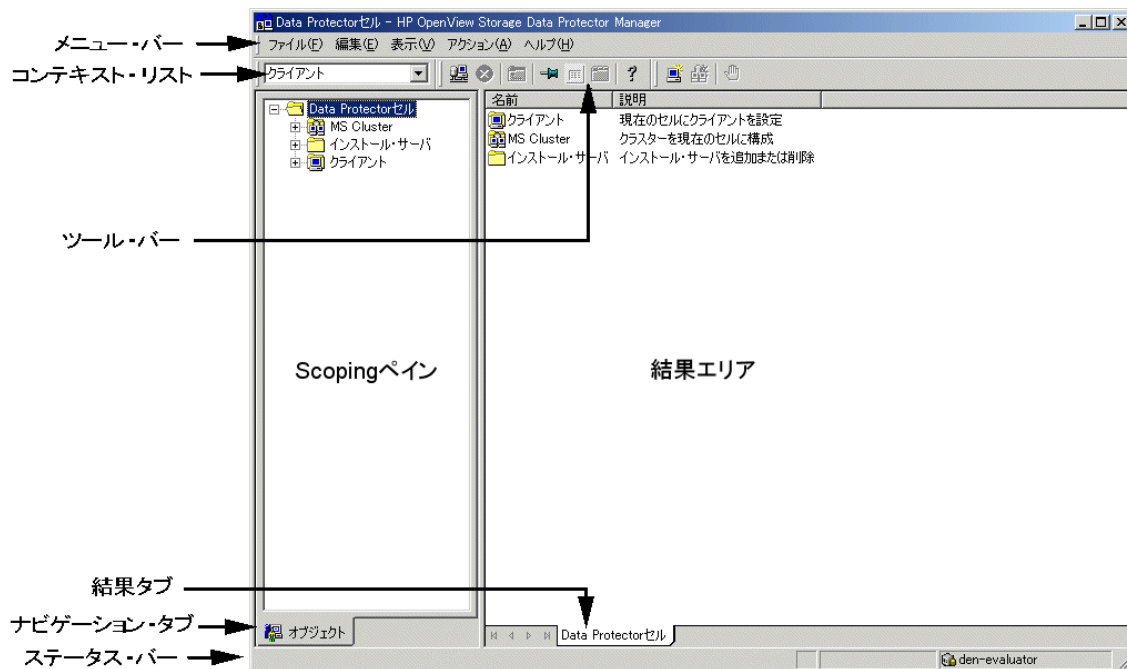 Data Protectorセル - HP OpenView Storage Data Protector Manager
メニュー・バー
ファイル(F) 編集(E) 表示(V) アクション(A) ヘルプ(H)
コンテキスト・リスト
クライアント
Data Protectorセル
MS Cluster
インストール・サーバ
クライアント
名前 説明
クライアント 現在のセルにクライアントを設定
MS Cluster クラスターを現在のセルに構成
インストール・サーバ インストール・サーバを追加または削除
ツール・バー
Scopingペイン
結果エリア
結果タブ
ナビゲーション・タブ
オブジェクト
Data Protectorセル
ステータス・バー
den-evaluator